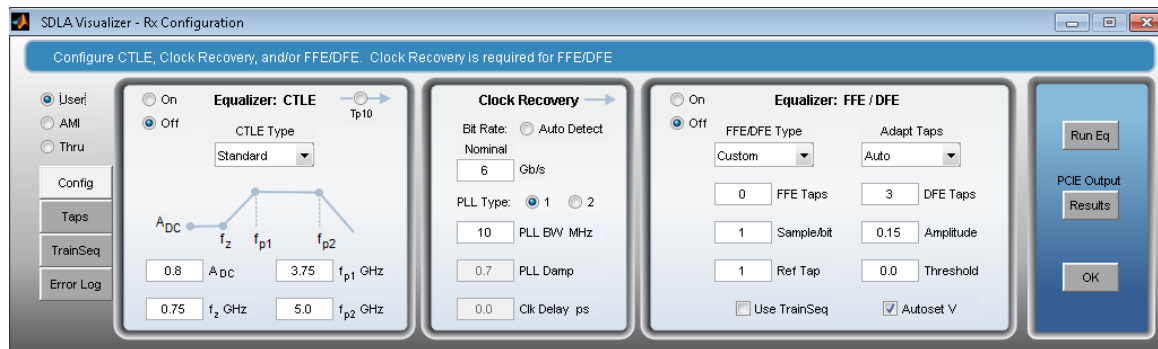 SDLA Visualizer - Rx Configuration
Configure CTLE, Clock Recovery, and/or FFE/DFE. Clock Recovery is required for FFE/DFE
User
AMI
Thru
Config
Taps
TrainSeq
Error Log
On
Off
Equalizer: CTLE
Tp10
CTLE Type
Standard
ADC
fz
fp1
fp2
0.8 ADC
3.75 fp1 GHz
0.75 fz GHz
5.0 fp2 GHz
Clock Recovery
Bit Rate: Auto Detect
Nominal
6 Gb/s
PLL Type: 1 2
10 PLL BW MHz
0.7 PLL Damp
0.0 Clk Delay ps
On
Off
Equalizer: FFE / DFE
FFE/DFE Type
Adapt Taps
Custom
Auto
0 FFE Taps
3 DFE Taps
1 Sample/bit
0.15 Amplitude
1 Ref Tap
0.0 Threshold
Use TrainSeq
Autoset V
Run Eq
PCIE Output
Results
OK